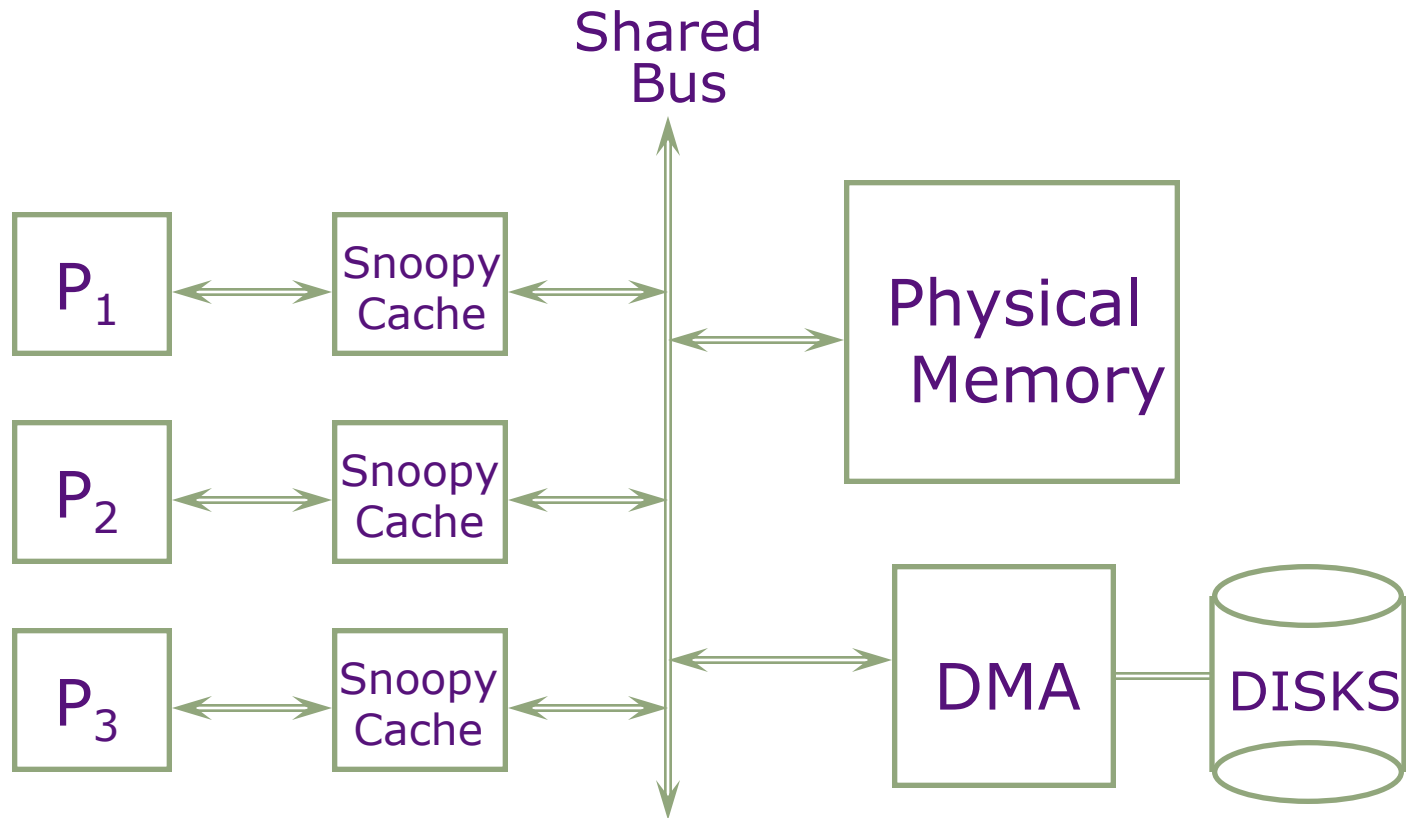 Shared
Bus
P1
Snoopy
Cache
Physical
Memory
P2
Snoopy
Cache
P3
Snoopy
Cache
DMA
DISKS